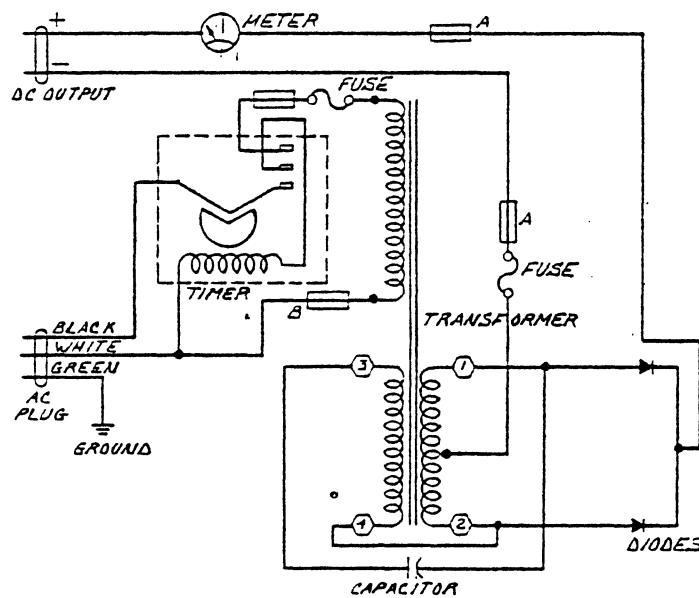 +
METER
A
−
DC OUTPUT
FUSE
A
FUSE
TIMER
B
TRANSFORMER
BLACK
WHITE
GREEN
AC
PLUG
GROUND
3
1
4
2
DIODES
CAPACITOR